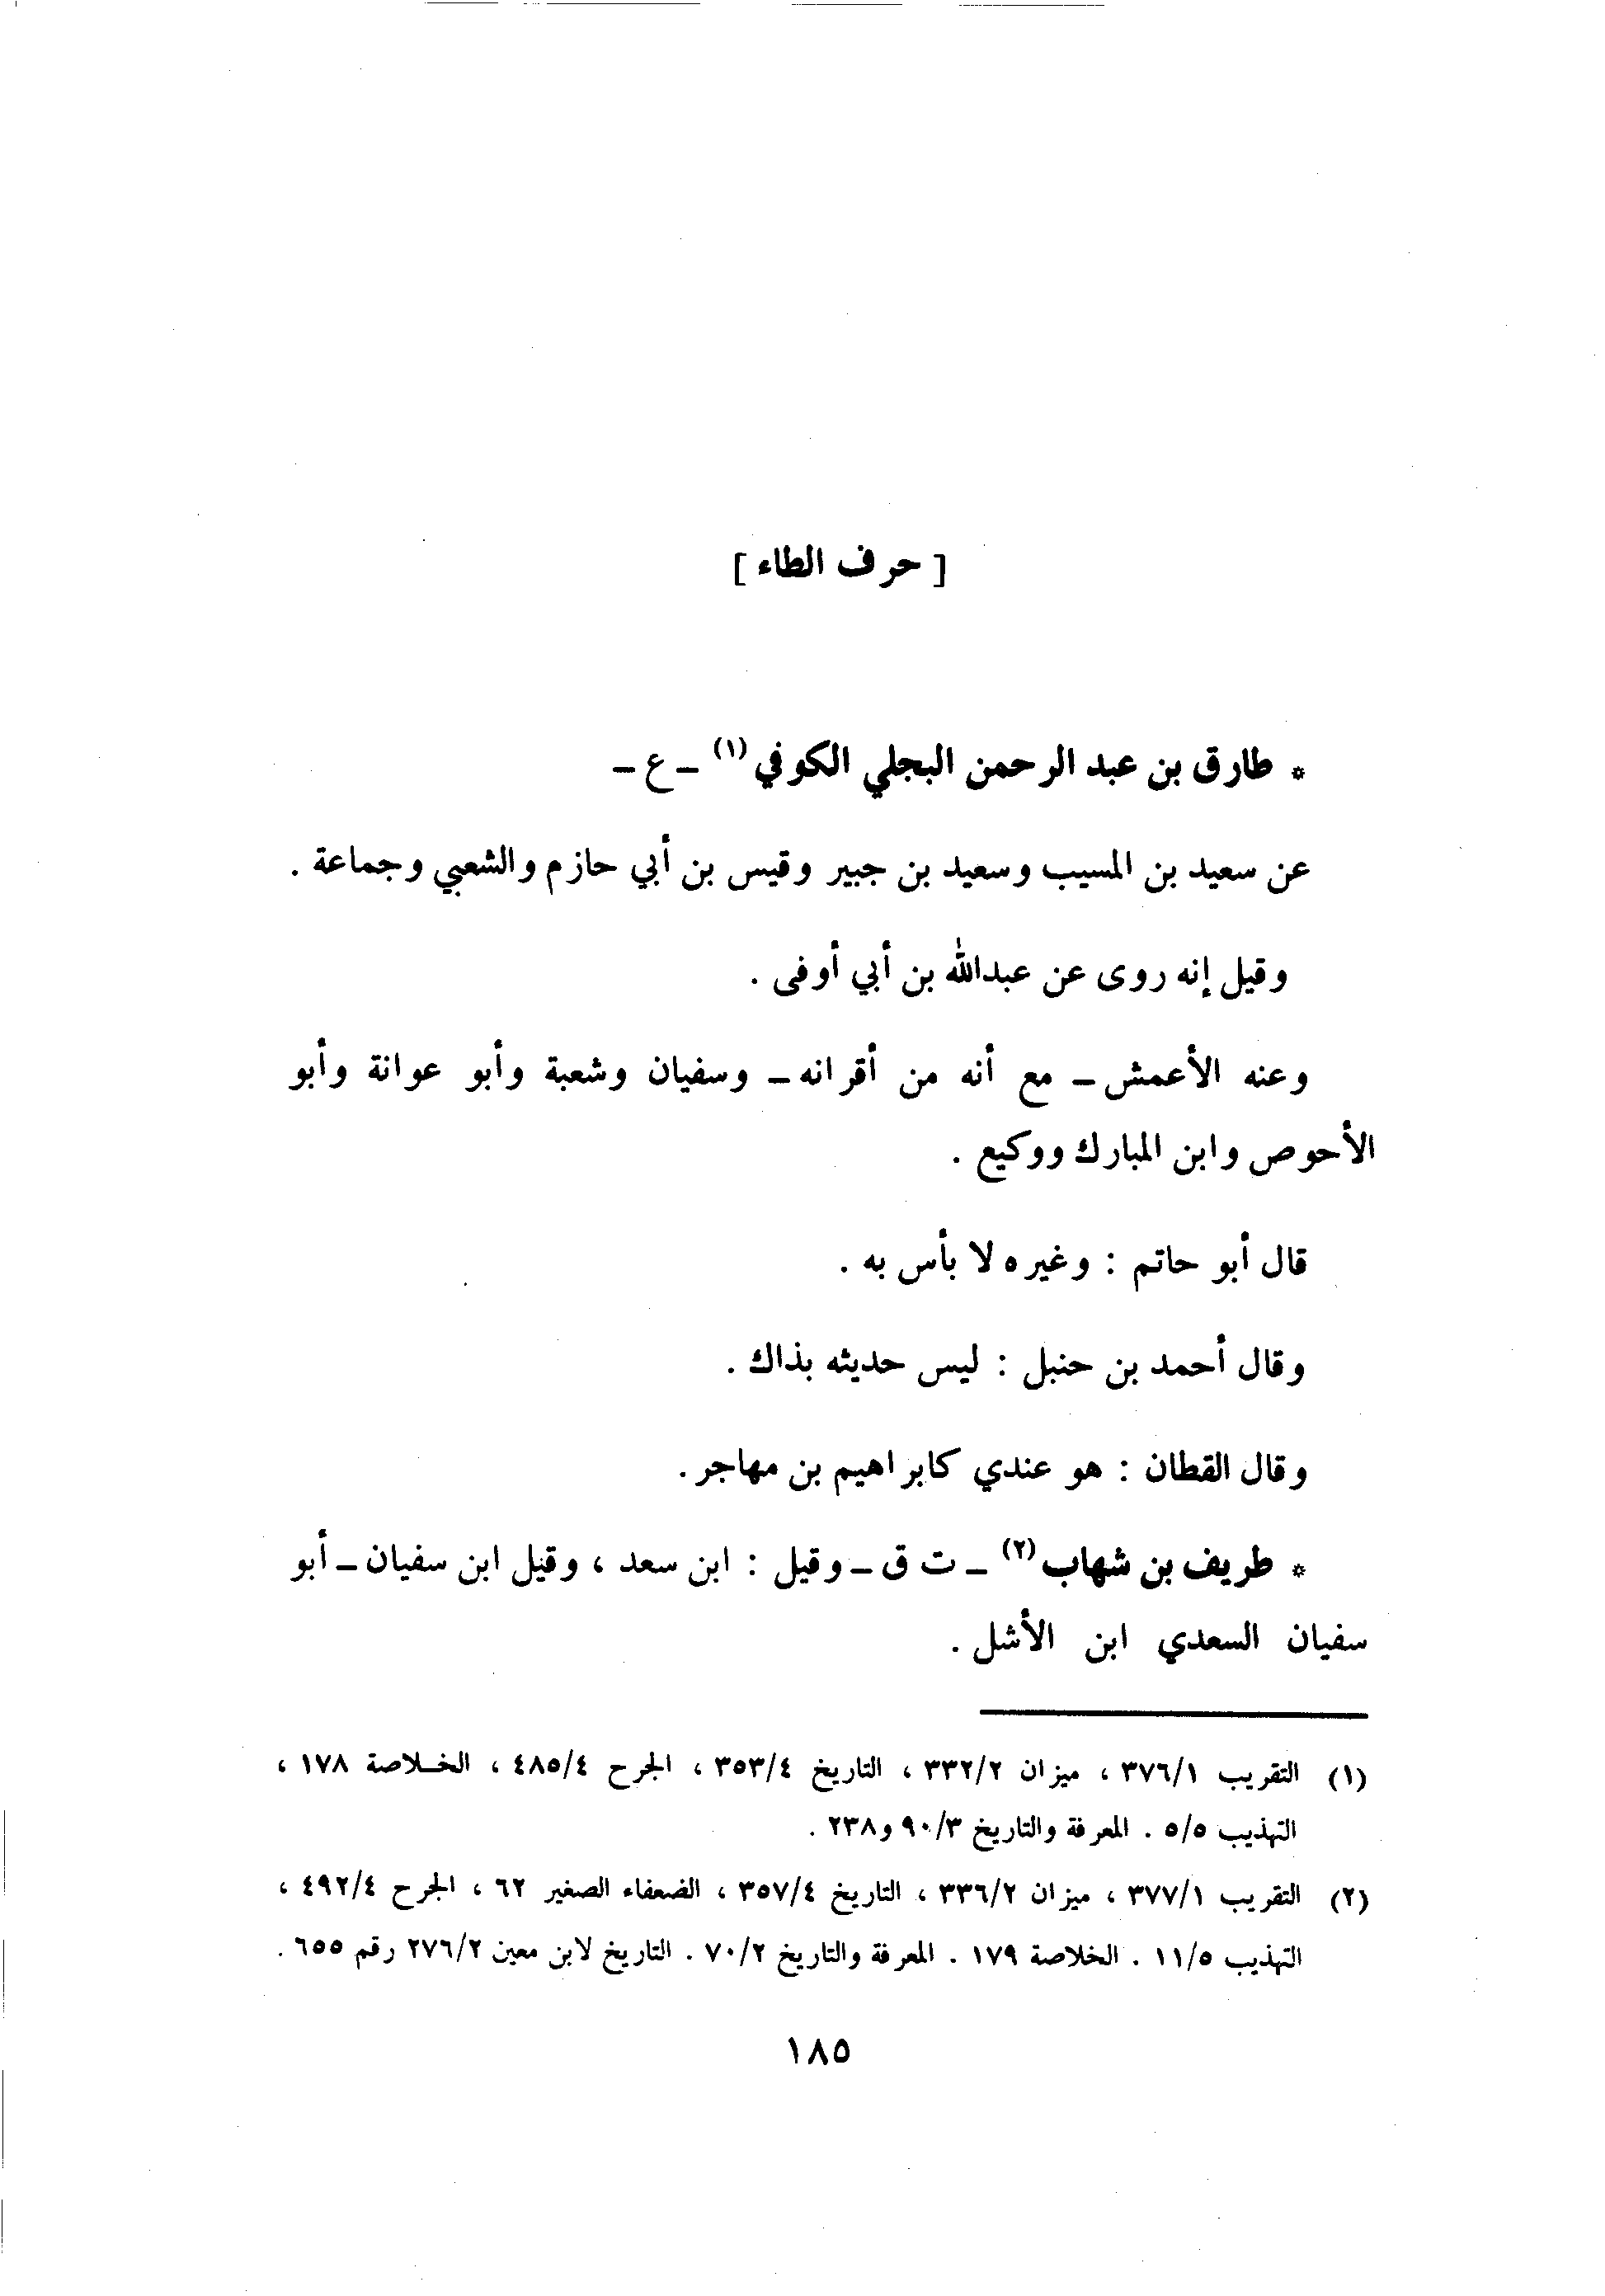 [ حرف الطاء ]
* طارق بن عبد الرحمن البجلي الكوفي (١) ـ ع ـ
عن سعيد بن المسيب وسعيد بن جبير وقيس بن أبي حازم والشعبي وجماعة .
وقيل إنه روى عن عبدالله بن أبي أوفى .
وعنه الأعمش ـ مع أنه من أقرانه ـ وسفيان وشعبة وأبو عوانة وأبو
الأحوص وابن المبارك ووكيع .
قال أبو حاتم : وغيره لا بأس به .
وقال أحمد بن حنبل : ليس حديثه بذاك .
وقال القطان : هو عندي كابراهيم بن مهاجر .
* طريف بن شهاب (٢) ـ ت ق ـ وقيل : ابن سعد ، وقيل ابن سفيان ـ أبو
سفيان السعدي ابن الأشل .
(١) التقريب ٣٧٦/١ ، ميزان ٣٣٢/٢ ، التاريخ ٣٥٣/٤ ، الجرح ٤٨٥/٤ ، الخلاصة ١٧٨ ،
التهذيب ٥/٥ . المعرفة والتاريخ ٩٠/٣ و٢٣٨ .
(٢) التقريب ٣٧٧/١ ، ميزان ٣٣٦/٢ ، التاريخ ٣٥٧/٤ ، الضعفاء الصغير ٦٢ ، الجرح ٤٩٢/٤ ،
التهذيب ١١/٥ . الخلاصة ١٧٩ . المعرفة والتاريخ ٧٠/٢ . التاريخ لابن معين ٢٧٦/٢ رقم ٦٥٥ .
١٨٥